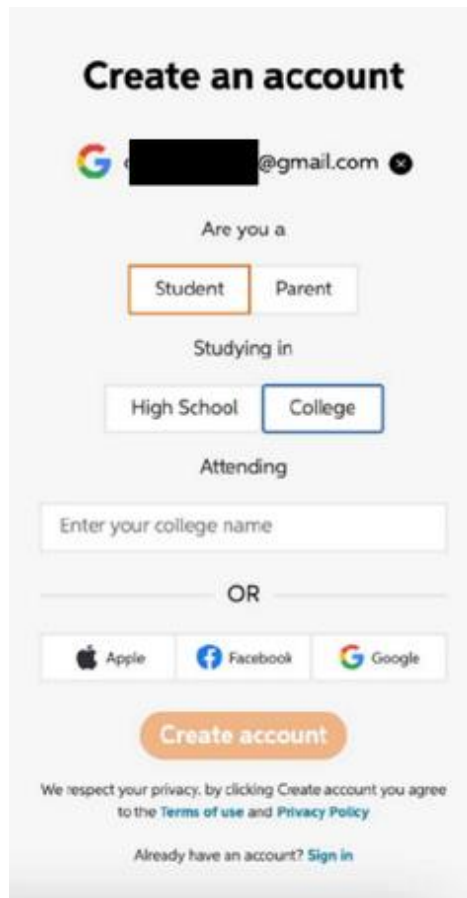 Create an account
@gmail.com
Are you a
Student Parent
Studying in
High School College
Attending
Enter your college name
OR
Apple Facebook Google
Create account
We respect your privacy, by clicking Create account you agree
to the Terms of use and Privacy Policy
Already have an account? Sign in